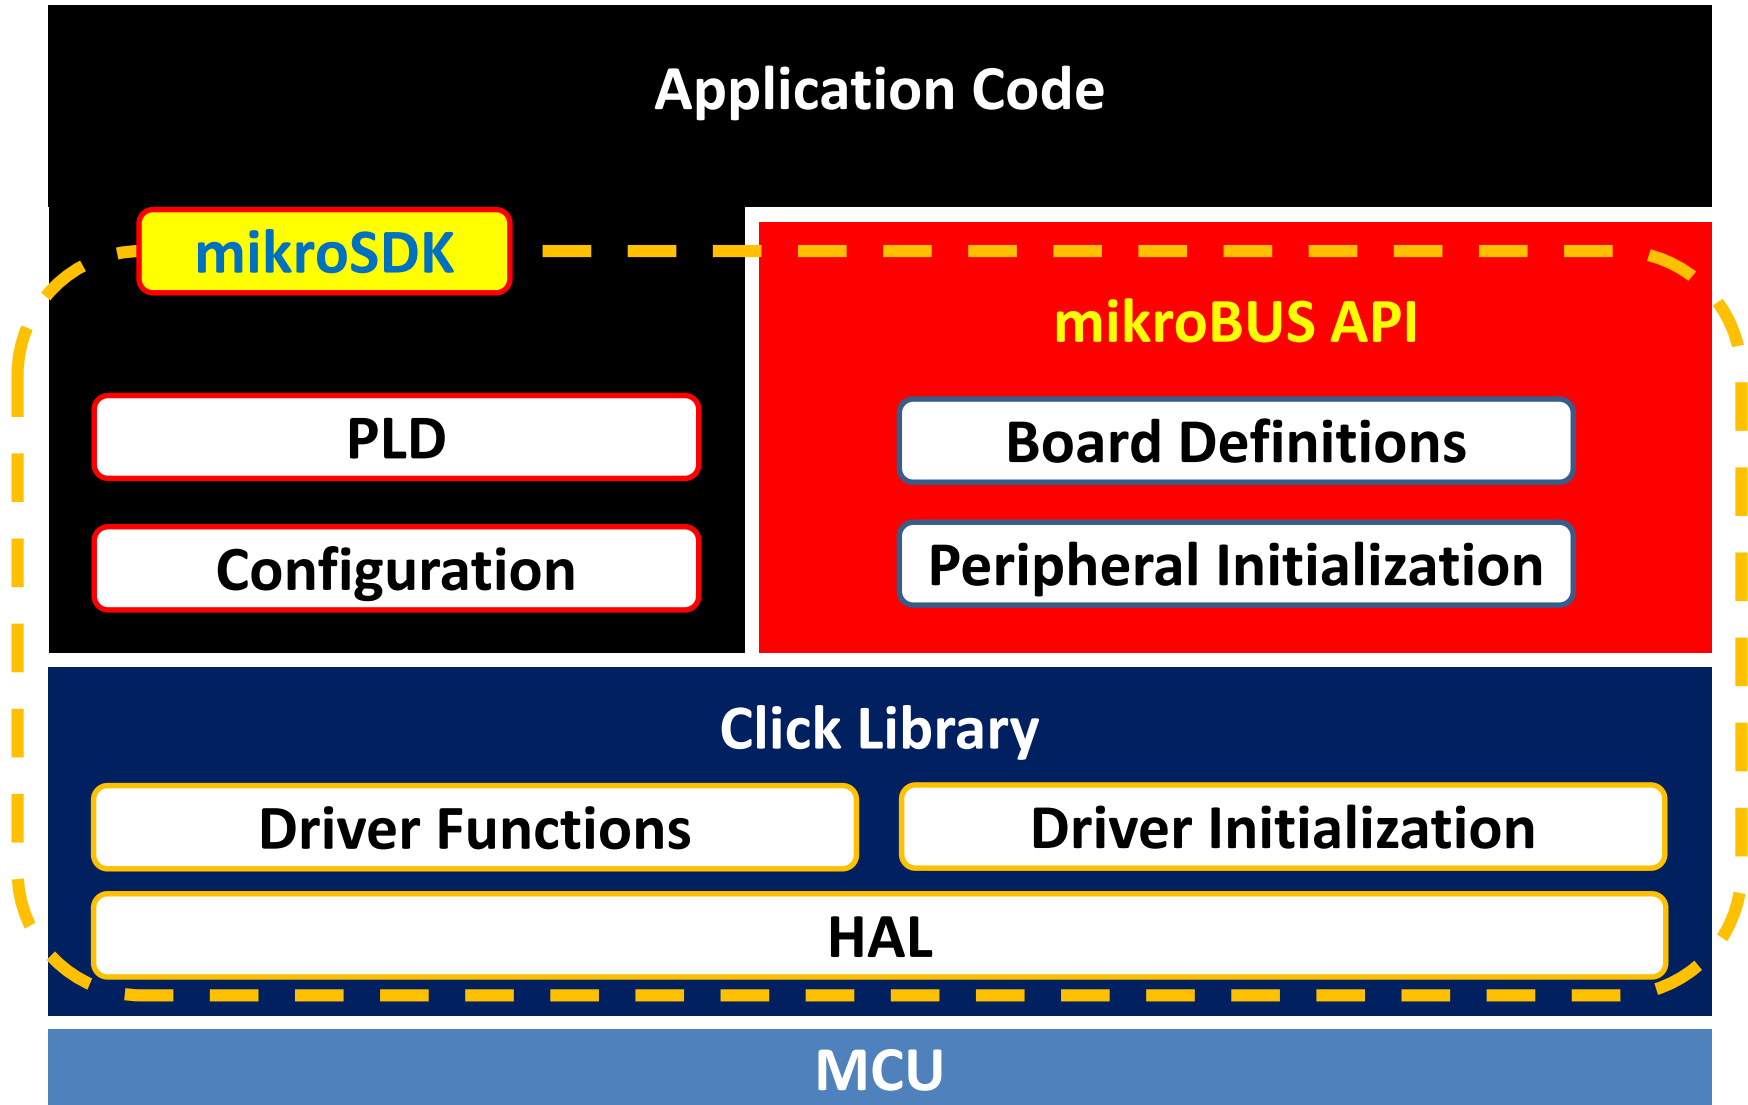 Application Code
mikroSDK
mikroBUS API
PLD
Board Definitions
Configuration
Peripheral Initialization
Click Library
Driver Functions
Driver Initialization
HAL
MCU